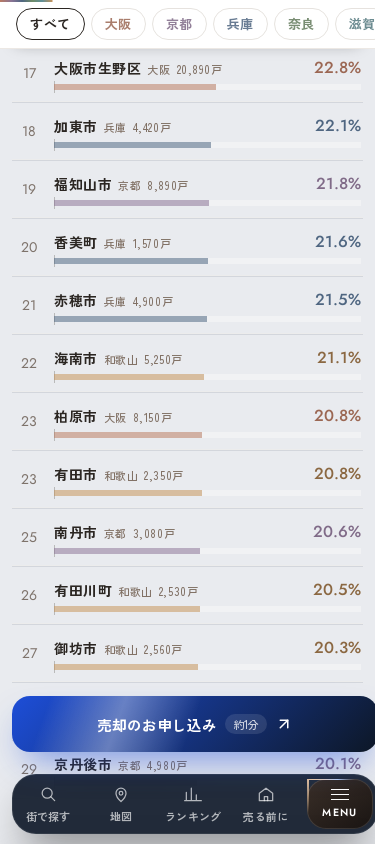 すべて 大阪 京都 兵庫 奈良 滋賀
17 大阪市生野区 大阪 20,890戸 22.8%
18 加東市 兵庫 4,420戸 22.1%
19 福知山市 京都 8,890戸 21.8%
20 香美町 兵庫 1,570戸 21.6%
21 赤穂市 兵庫 4,900戸 21.5%
22 海南市 和歌山 5,250戸 21.1%
23 柏原市 大阪 8,150戸 20.8%
23 有田市 和歌山 2,350戸 20.8%
25 南丹市 京都 3,080戸 20.6%
26 有田川町 和歌山 2,530戸 20.5%
27 御坊市 和歌山 2,560戸 20.3%
売却のお申し込み 約1分
29 京丹後市 京都 4,980戸 20.1%
街で探す 地図 ランキング 売る前に MENU